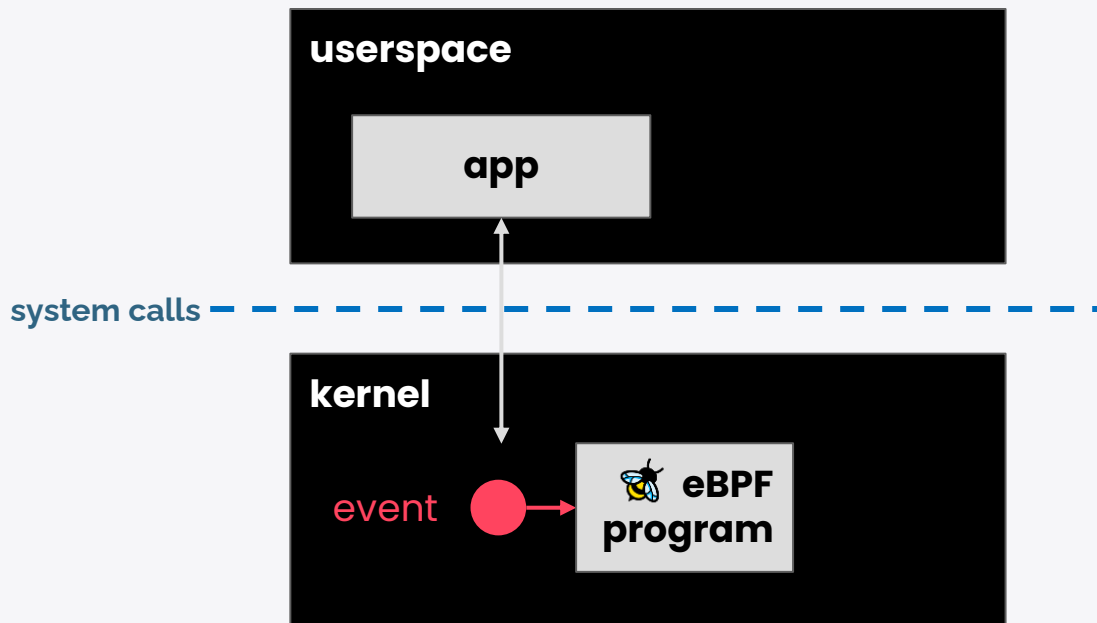 userspace
app
system calls
kernel
event
eBPF
program